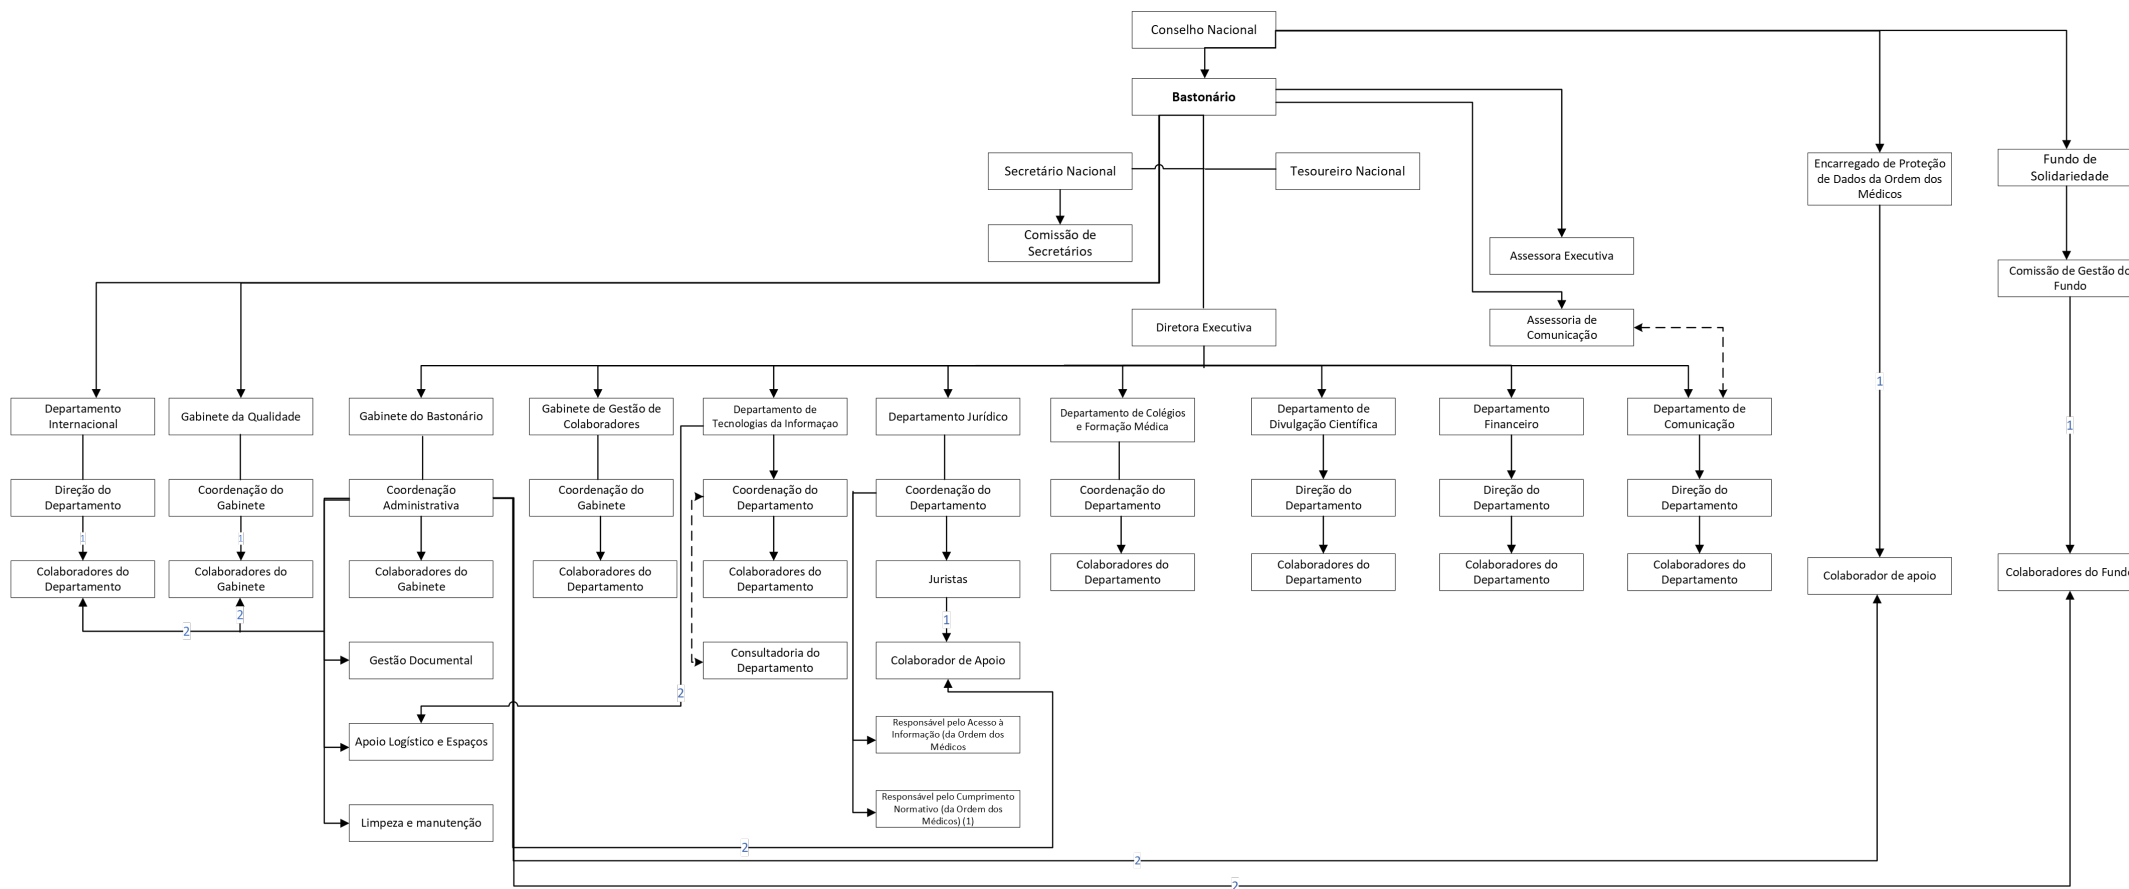 Conselho Nacional
Bastonário
Secretário Nacional
Tesoureiro Nacional
Encarregado de Proteção
de Dados da Ordem dos
Médicos
Fundo de
Solidariedade
Comissão de
Secretários
Assessora Executiva
Comissão de Gestão do
Fundo
Diretora Executiva
Assessoria de
Comunicação
1
1
Departamento
Internacional
Gabinete da Qualidade
Gabinete do Bastonário
Gabinete de Gestão de
Colaboradores
Departamento de
Tecnologias da Informaçao
Departamento Jurídico
Departamento de Colégios
e Formação Médica
Departamento de
Divulgação Científica
Departamento
Financeiro
Departamento de
Comunicação
Direção do
Departamento
Coordenação do
Gabinete
Coordenação
Administrativa
Coordenação do
Gabinete
Coordenação do
Departamento
Coordenação do
Departamento
Coordenação do
Departamento
Direção do
Departamento
Direção do
Departamento
Direção do
Departamento
1
1
Colaboradores do
Departamento
Colaboradores do
Gabinete
Colaboradores do
Gabinete
Colaboradores do
Departamento
Colaboradores do
Departamento
Juristas
Colaboradores do
Departamento
Colaboradores do
Departamento
Colaboradores do
Departamento
Colaboradores do
Departamento
Colaborador de apoio
Colaboradores do Fundo
2
2
1
Gestão Documental
Consultadoria do
Departamento
Colaborador de Apoio
2
Apoio Logístico e Espaços
Responsável pelo Acesso à
Informação (da Ordem dos
Médicos
Limpeza e manutenção
Responsável pelo Cumprimento
Normativo (da Ordem dos
Médicos) (1)
2
2
2